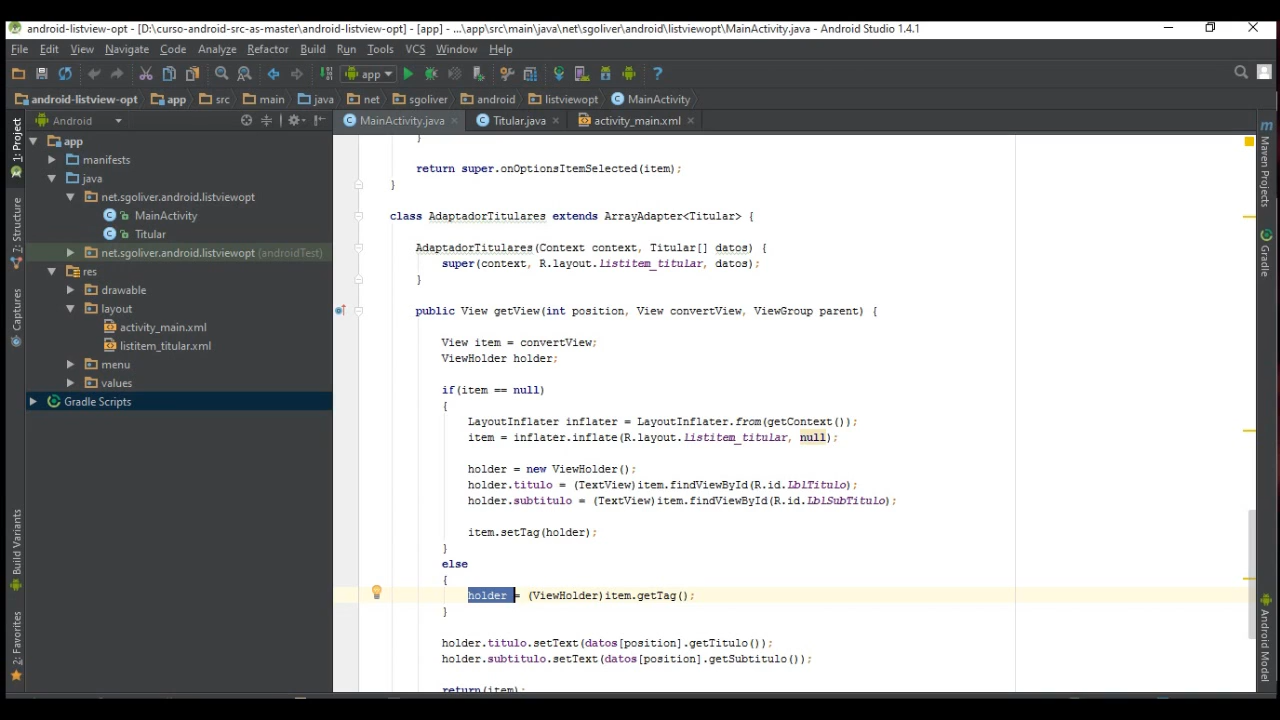 android-listview-opt - [D:\curso-android-src-as-master\android-listview-opt] - [app] - ...\app\src\main\java\net\sgoliver\android\listviewopt\MainActivity.java - Android Studio 1.4.1
File Edit View Navigate Code Analyze Refactor Build Run Tools VCS Window Help
app
android-listview-opt app src main java net sgoliver android listviewopt MainActivity
Android
MainActivity.java Titular.java activity_main.xml
1: Project
7: Structure
Captures
Build Variants
2: Favorites
app
manifests
java
net.sgoliver.android.listviewopt
MainActivity
Titular
net.sgoliver.android.listviewopt (androidTest)
res
drawable
layout
activity_main.xml
listitem_titular.xml
menu
values
Gradle Scripts
}
return super.onOptionsItemSelected(item);
}
class AdaptadorTitulares extends ArrayAdapter<Titular> {
AdaptadorTitulares(Context context, Titular[] datos) {
super(context, R.layout.listitem_titular, datos);
}
public View getView(int position, View convertView, ViewGroup parent) {
View item = convertView;
ViewHolder holder;
if(item == null)
{
LayoutInflater inflater = LayoutInflater.from(getContext());
item = inflater.inflate(R.layout.listitem_titular, null);
holder = new ViewHolder();
holder.titulo = (TextView)item.findViewById(R.id.LblTitulo);
holder.subtitulo = (TextView)item.findViewById(R.id.LblSubTitulo);
item.setTag(holder);
}
else
{
holder = (ViewHolder)item.getTag();
}
holder.titulo.setText(datos[position].getTitulo());
holder.subtitulo.setText(datos[position].getSubtitulo());
return(item);
m
Maven Projects
Gradle
Android Model